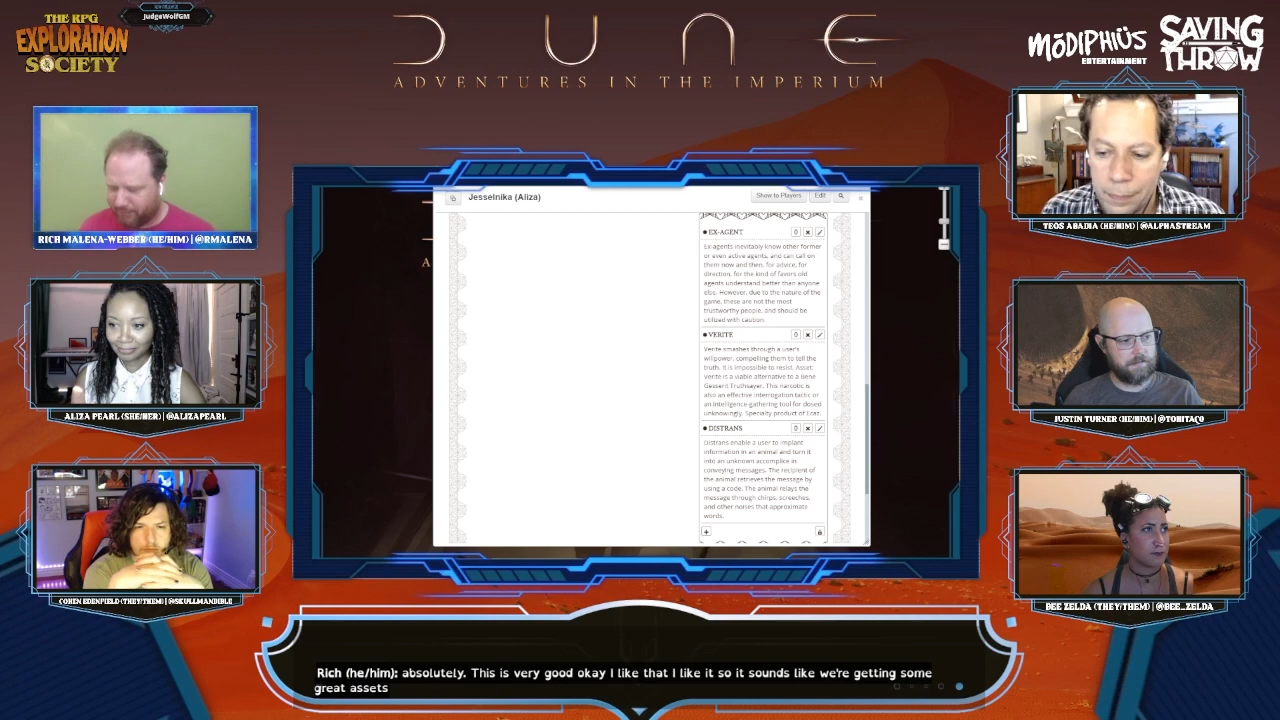 THE RPG
EXPLORATION
SOCIETY
JudgeWolfGM
DUNE
ADVENTURES IN THE IMPERIUM
MÖDIPHIÜS
ENTERTAINMENT
SAVING
THROW
RICH MALENA-WEBBER (HE/HIM) | @RMALENA
ALIZA PEARL (SHE/HER) | @ALIZAPEARL
COHEN EDENFIELD (THEY/THEM) | @SKULLMANDIBLE
Jesselnika (Aliza)
Show to Players
Edit
A
EX-AGENT
0
Ex-agents inevitably know other former
or even active agents, and can call on
them now and then, for advice, for
direction, for the kind of favors old
agents understand better than anyone
else. However, due to the nature of the
game, these are not the most
trustworthy people, and should be
utilized with caution.
VERITE
0
Verite smashes through a user's
willpower, compelling them to tell the
truth. It is impossible to resist. Asset:
Verite is a viable alternative to a Bene
Gesserit Truthsayer. This narcotic is
also an effective interrogation tactic or
an intelligence-gathering tool for dosed
unknowingly. Specialty product of Ecaz.
DISTRANS
0
Distrans enable a user to implant
information in an animal and turn it
into an unknown accomplice in
conveying messages. The recipient of
the animal retrieves the message by
using a code. The animal relays the
message through chirps, screeches,
and other noises that approximate
words.
TEOS ABADIA (HE/HIM) | @ALPHASTREAM
JUSTIN TURNER (HE/HIM) | @TOHITACO
BEE ZELDA (THEY/THEM) | @BEE_ZELDA
Rich (he/him): absolutely. This is very good okay I like that I like it so it sounds like we're getting some
great assets